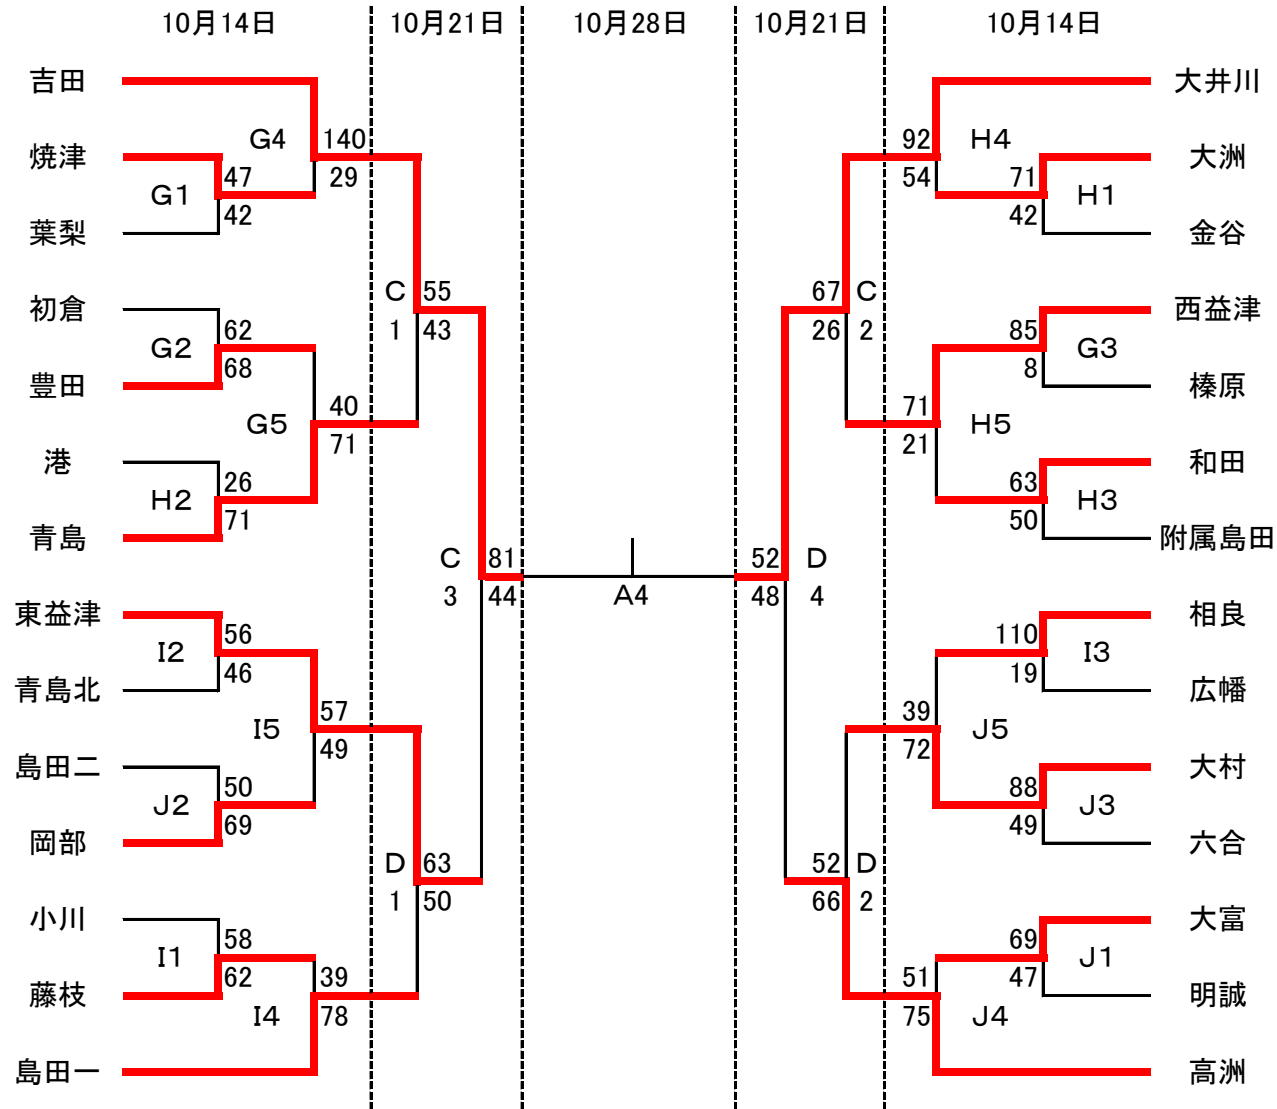 10月14日 10月21日 10月28日 10月21日 10月14日
吉田 大井川
G4 140 92 H4
焼津 大洲
47 29 54 71
G1 H1
42 42
葉梨 金谷
C 55 67 C
初倉 西益津
62 1 43 26 2 85
G2 G3
68 8
豊田 榛原
40 71
G5 H5
71 21
港 和田
26 63
H2 H3
71 50
青島 附属島田
C 81 52 D
3 44 A4 48 4
東益津 相良
56 110
I2 I3
46 19
青島北 広幡
57 39
I5 J5
49 72
島田二 大村
50 88
J2 J3
69 49
岡部 六合
D 63 52 D
1 50 66 2
小川 大富
58 69
I1 J1
62 39 51 47
藤枝 明誠
I4 78 75 J4
島田一 高洲